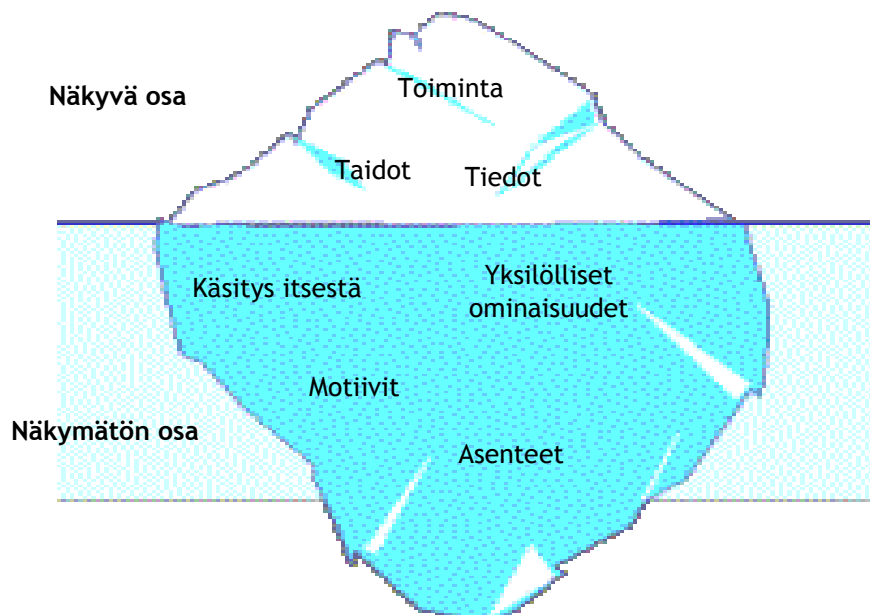 Näkyvä osa
Toiminta
Taidot
Tiedot
Käsitys itsestä
Yksilölliset
ominaisuudet
Motiivit
Näkymätön osa
Asenteet